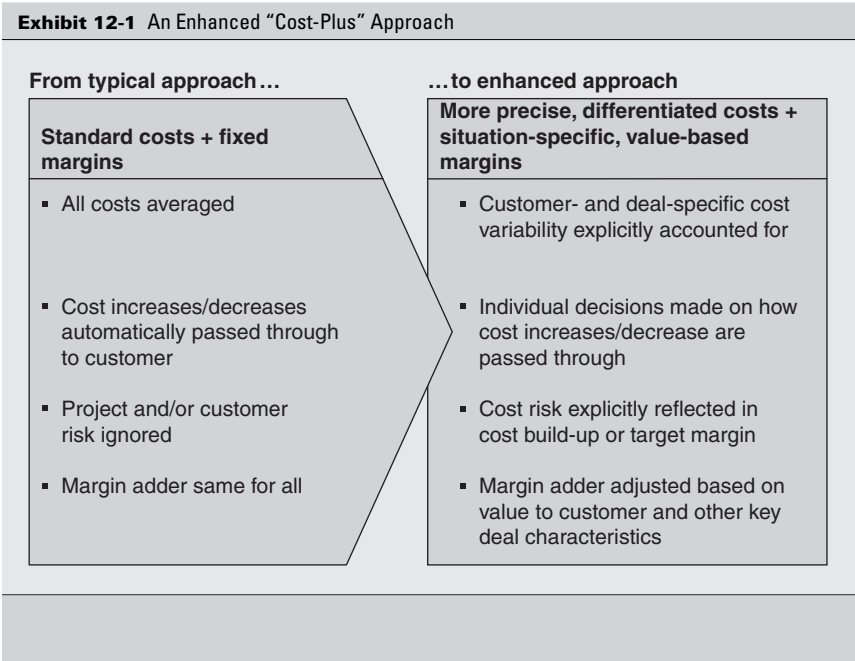 Exhibit 12-1 An Enhanced “Cost-Plus” Approach
From typical approach...
Standard costs + fixed
margins
▪ All costs averaged
▪ Cost increases/decreases
automatically passed through
to customer
▪ Project and/or customer
risk ignored
▪ Margin adder same for all
...to enhanced approach
More precise, differentiated costs +
situation-specific, value-based
margins
▪ Customer- and deal-specific cost
variability explicitly accounted for
▪ Individual decisions made on how
cost increases/decrease are
passed through
▪ Cost risk explicitly reflected in
cost build-up or target margin
▪ Margin adder adjusted based on
value to customer and other key
deal characteristics